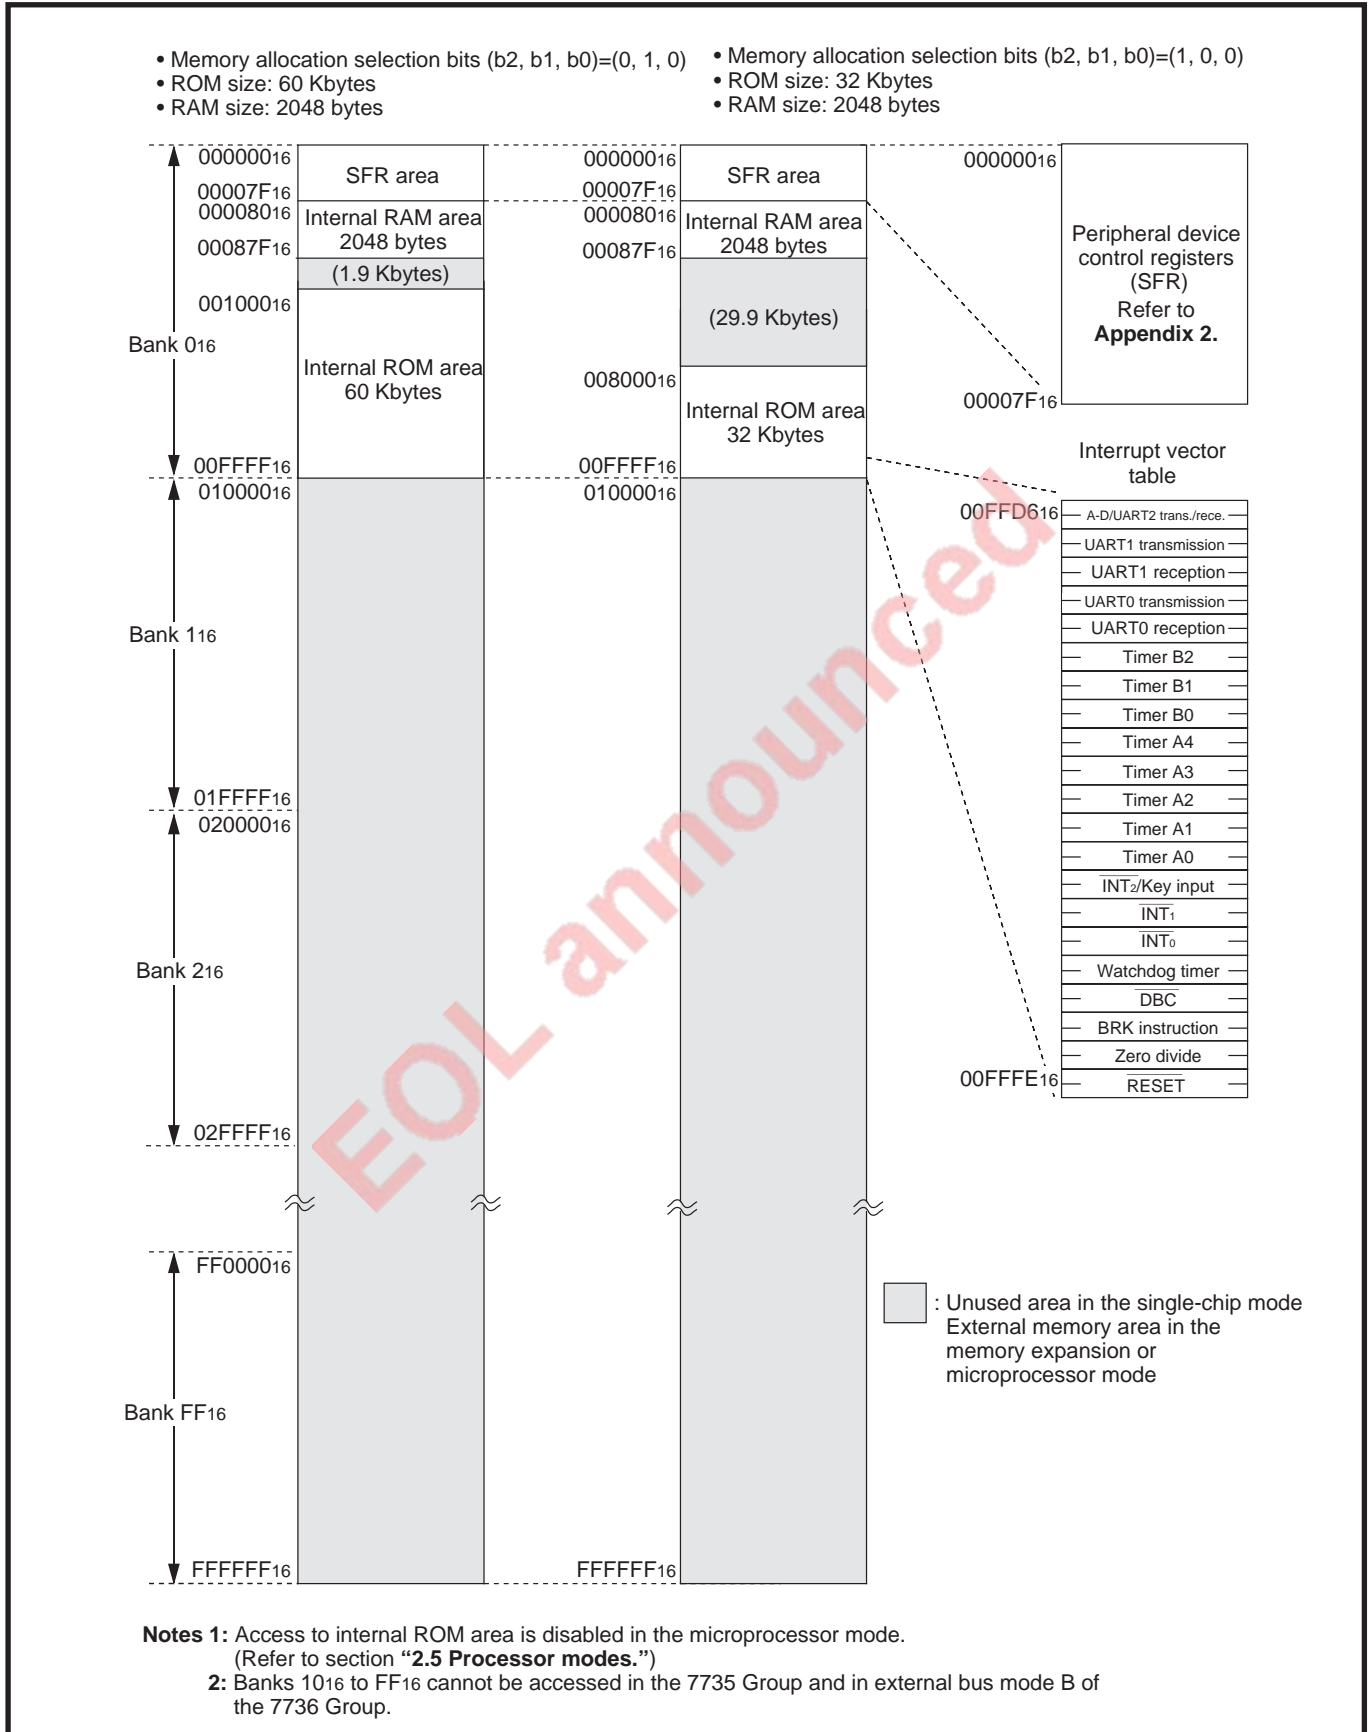 • Memory allocation selection bits (b2, b1, b0)=(0, 1, 0)
• ROM size: 60 Kbytes
• RAM size: 2048 bytes
• Memory allocation selection bits (b2, b1, b0)=(1, 0, 0)
• ROM size: 32 Kbytes
• RAM size: 2048 bytes
Bank 016
Bank 116
Bank 216
Bank FF16
00000016
00007F16
00008016
00087F16
00100016
00FFFF16
01000016
01FFFF16
02000016
02FFFF16
FF000016
FFFFFF16
SFR area
Internal RAM area
2048 bytes
(1.9 Kbytes)
Internal ROM area
60 Kbytes
00000016
00007F16
00008016
00087F16
00800016
00FFFF16
01000016
FFFFFF16
SFR area
Internal RAM area
2048 bytes
(29.9 Kbytes)
Internal ROM area
32 Kbytes
00000016
00007F16
Peripheral device
control registers
(SFR)
Refer to
Appendix 2.
Interrupt vector
table
00FFD616
A-D/UART2 trans./rece.
UART1 transmission
UART1 reception
UART0 transmission
UART0 reception
Timer B2
Timer B1
Timer B0
Timer A4
Timer A3
Timer A2
Timer A1
Timer A0
INT2/Key input
INT1
INT0
Watchdog timer
DBC
BRK instruction
Zero divide
00FFFE16
RESET
EOL announced
: Unused area in the single-chip mode
External memory area in the
memory expansion or
microprocessor mode
Notes 1: Access to internal ROM area is disabled in the microprocessor mode.
(Refer to section “2.5 Processor modes.”)
2: Banks 1016 to FF16 cannot be accessed in the 7735 Group and in external bus mode B of
the 7736 Group.